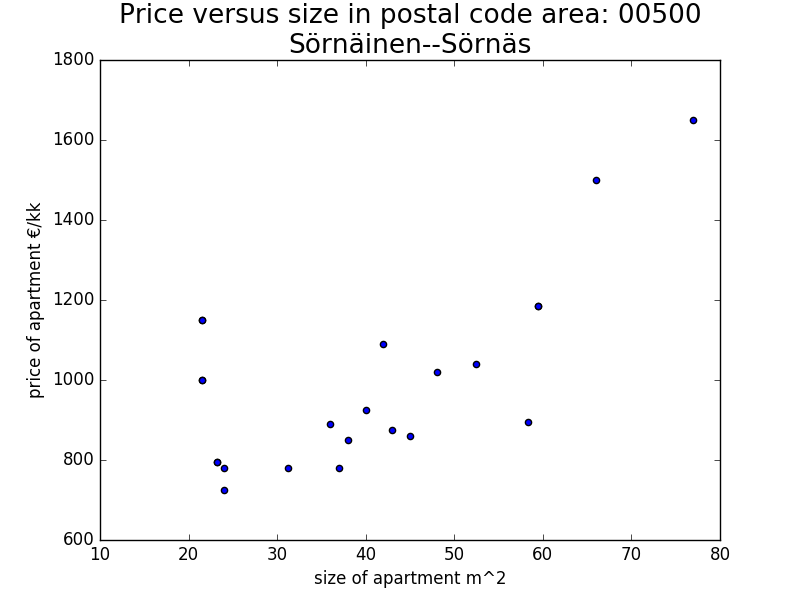 Price versus size in postal code area: 00500
Sörnäinen--Sörnäs
1800
1600
1400
1200
1000
800
600
price of apartment €/kk
10 20 30 40 50 60 70 80
size of apartment m^2